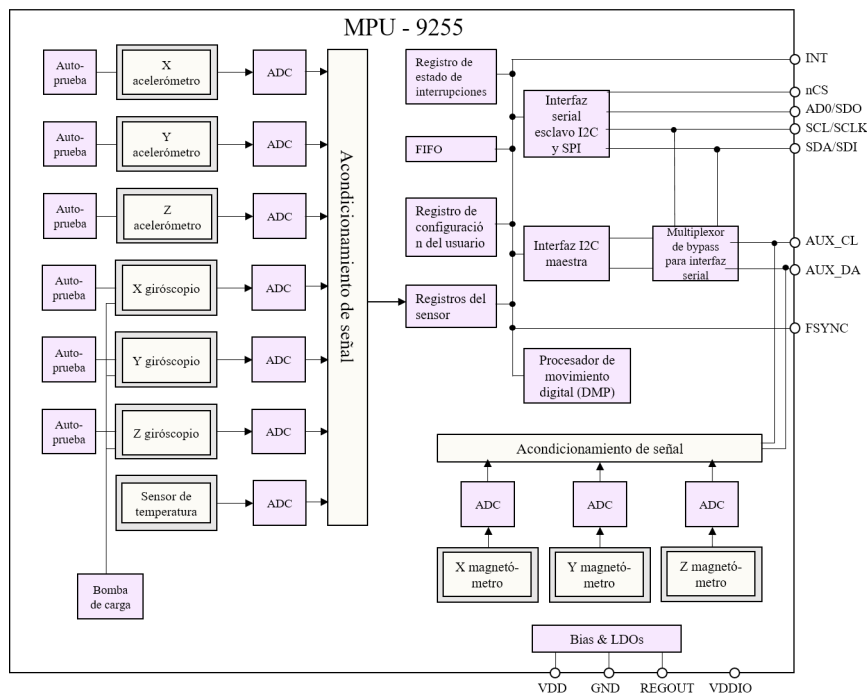 MPU - 9255
Auto-
prueba
X
acelerómetro
ADC
Auto-
prueba
Y
acelerómetro
ADC
Auto-
prueba
Z
acelerómetro
ADC
Auto-
prueba
X giróscopio
ADC
Auto-
prueba
Y giróscopio
ADC
Auto-
prueba
Z giróscopio
ADC
Sensor de
temperatura
ADC
Bomba
de carga
Acondicionamiento de señal
Registro de
estado de
interrupciones
FIFO
Registro de
configuració
n del usuario
Registros del
sensor
Interfaz
serial
esclavo I2C
y SPI
Interfaz I2C
maestra
Multiplexor
de bypass
para interfaz
serial
Procesador de
movimiento
digital (DMP)
INT
nCS
AD0/SDO
SCL/SCLK
SDA/SDI
AUX_CL
AUX_DA
FSYNC
Acondicionamiento de señal
ADC
ADC
ADC
X magnetó-
metro
Y magnetó-
metro
Z magnetó-
metro
Bias & LDOs
VDD
GND
REGOUT
VDDIO